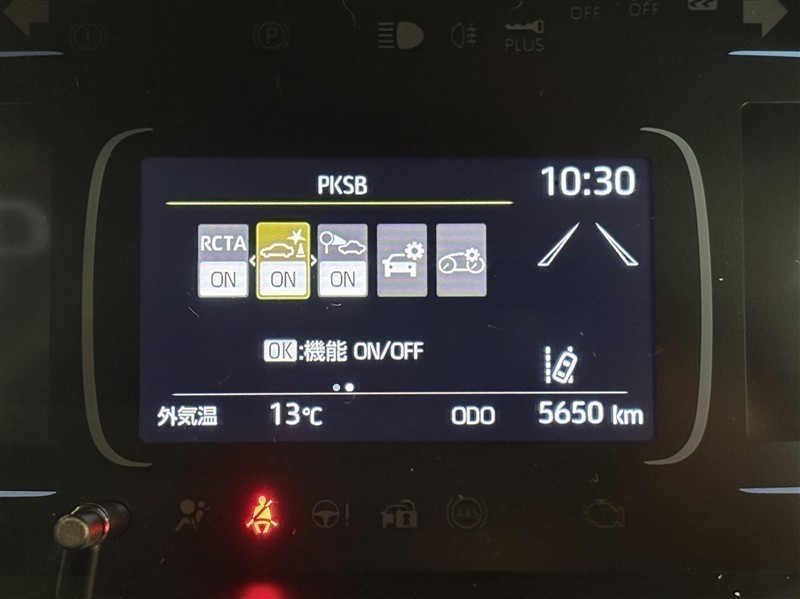 OFF OFF
PLUS
PKSB
10:30
RCTA
ON ON ON
OK:機能 ON/OFF
外気温 13℃ ODO 5650 km
ABS